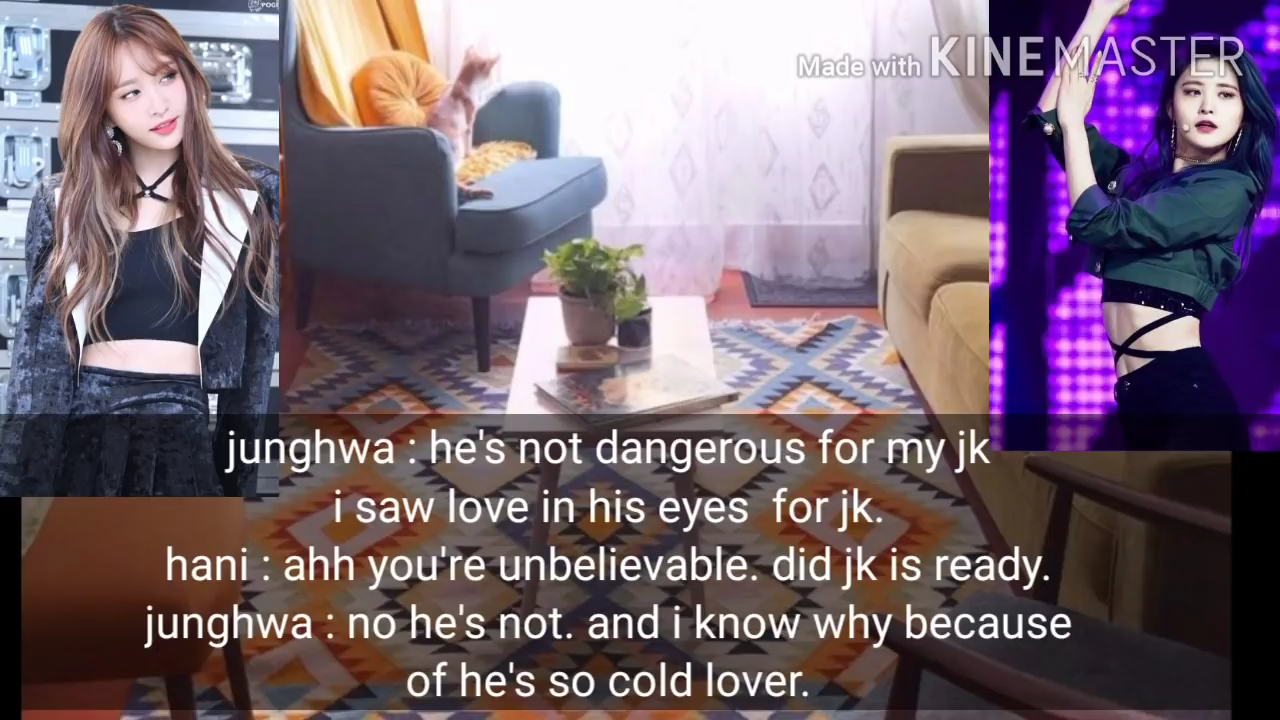 Made with KINEMASTER
junghwa : he's not dangerous for my jk
i saw love in his eyes for jk.
hani : ahh you're unbelievable. did jk is ready.
junghwa : no he's not. and i know why because
of he's so cold lover.